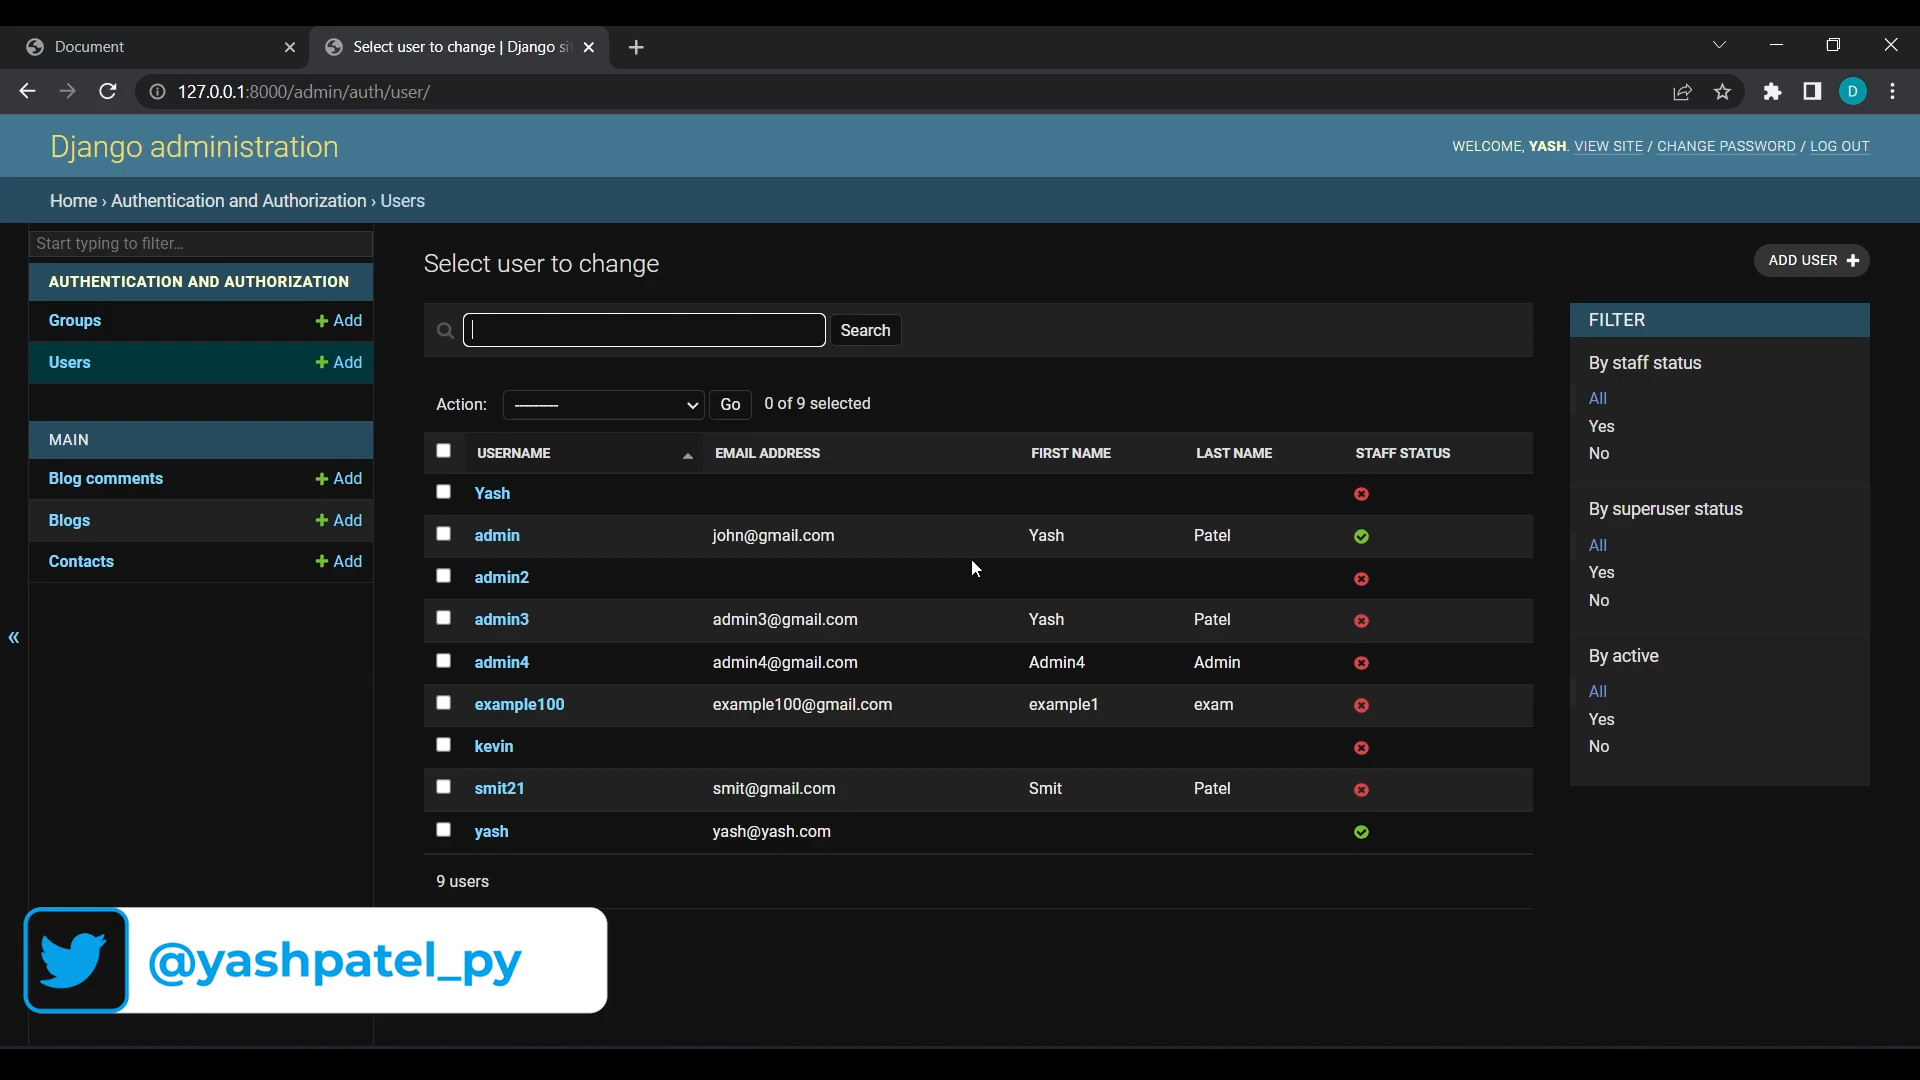 Document
Select user to change | Django si
127.0.0.1:8000/admin/auth/user/
D
Django administration
WELCOME, YASH. VIEW SITE / CHANGE PASSWORD / LOG OUT
Home › Authentication and Authorization › Users
Start typing to filter...
AUTHENTICATION AND AUTHORIZATION
Groups + Add
Users + Add
MAIN
Blog comments + Add
Blogs + Add
Contacts + Add
«
Select user to change
ADD USER +
Search
Action: --------- Go 0 of 9 selected
USERNAME EMAIL ADDRESS FIRST NAME LAST NAME STAFF STATUS
Yash
admin john@gmail.com Yash Patel
admin2
admin3 admin3@gmail.com Yash Patel
admin4 admin4@gmail.com Admin4 Admin
example100 example100@gmail.com example1 exam
kevin
smit21 smit@gmail.com Smit Patel
yash yash@yash.com
9 users
FILTER
By staff status
All
Yes
No
By superuser status
All
Yes
No
By active
All
Yes
No
@yashpatel_py